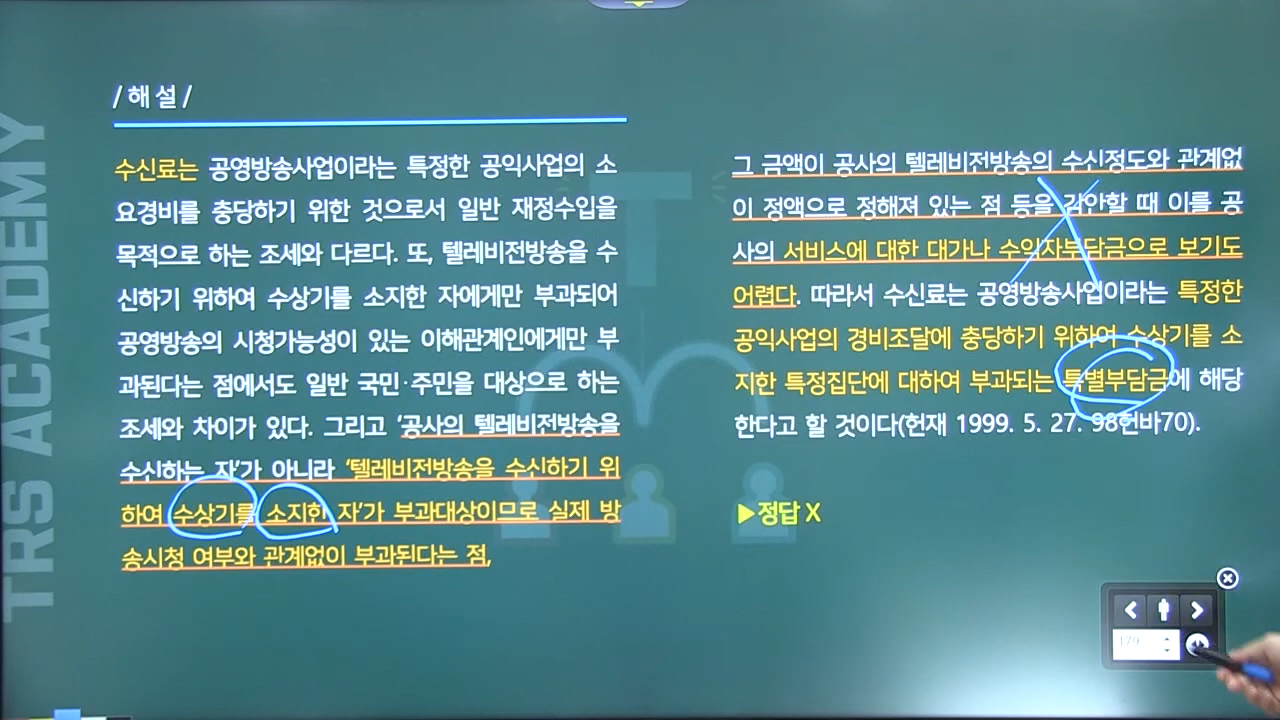 / 해 설 /
수신료는 공영방송사업이라는 특정한 공익사업의 소
요경비를 충당하기 위한 것으로서 일반 재정수입을
목적으로 하는 조세와 다르다. 또, 텔레비전방송을 수
신하기 위하여 수상기를 소지한 자에게만 부과되어
공영방송의 시청가능성이 있는 이해관계인에게만 부
과된다는 점에서도 일반 국민·주민을 대상으로 하는
조세와 차이가 있다. 그리고 ‘공사의 텔레비전방송을
수신하는 자’가 아니라 ‘텔레비전방송을 수신하기 위
하여 수상기를 소지한 자’가 부과대상이므로 실제 방
송시청 여부와 관계없이 부과된다는 점,
그 금액이 공사의 텔레비전방송의 수신정도와 관계없
이 정액으로 정해져 있는 점 등을 감안할 때 이를 공
사의 서비스에 대한 대가나 수익자부담금으로 보기도
어렵다. 따라서 수신료는 공영방송사업이라는 특정한
공익사업의 경비조달에 충당하기 위하여 수상기를 소
지한 특정집단에 대하여 부과되는 특별부담금에 해당
한다고 할 것이다(헌재 1999. 5. 27. 98헌바70).
▶정답 X
TRS ACADEMY
179